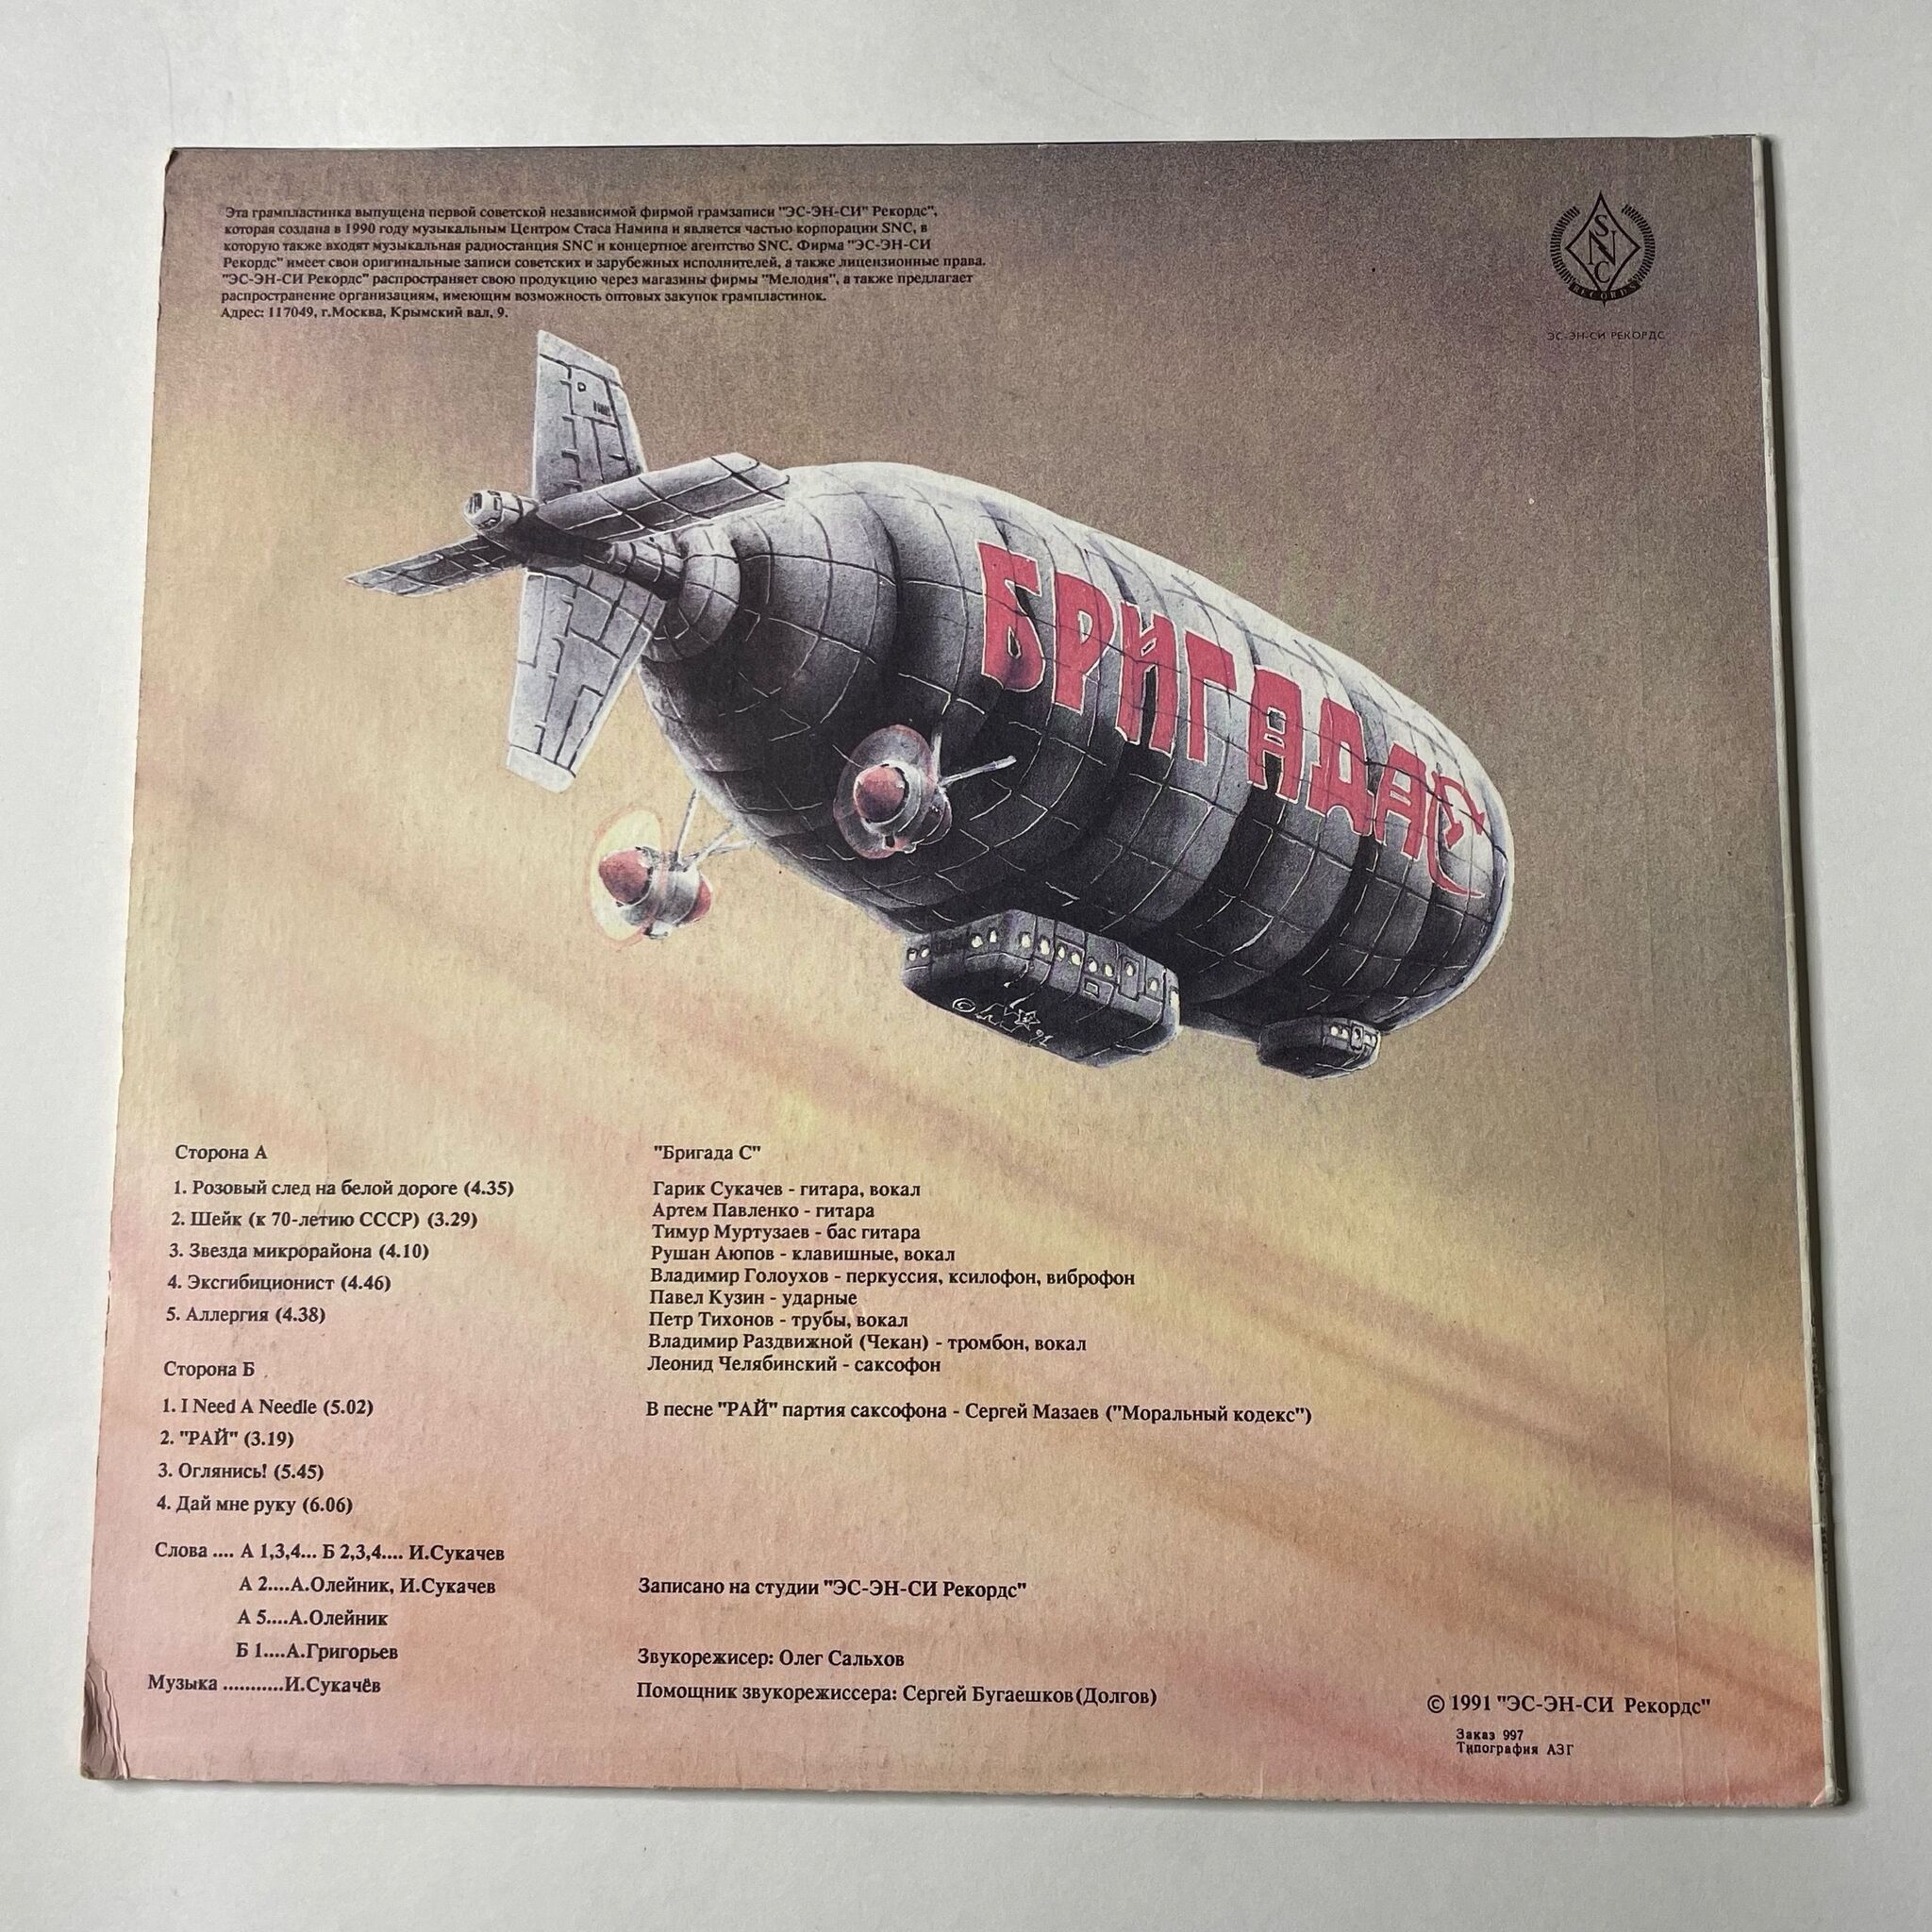 Эта грампластинка выпущена первой советской независимой фирмой грамзаписи "ЭС-ЭН-СИ" Рекордс",
которая создана в 1990 году музыкальным Центром Стаса Намина и является частью корпорации SNC, в
которую также входят музыкальная радиостанция SNC и концертное агентство SNC. Фирма "ЭС-ЭН-СИ
Рекордс" имеет свои оригинальные записи советских и зарубежных исполнителей, а также лицензионные права.
"ЭС-ЭН-СИ Рекордс" распространяет свою продукцию через магазины фирмы "Мелодия", а также предлагает
распространение организациям, имеющим возможность оптовых закупок грампластинок.
Адрес: 117049, г.Москва, Крымский вал, 9.
SNC
RECORDS
ЭС-ЭН-СИ РЕКОРДС
БРИГАДАС
Сторона А
1. Розовый след на белой дороге (4.35)
2. Шейк (к 70-летию СССР) (3.29)
3. Звезда микрорайона (4.10)
4. Эксгибиционист (4.46)
5. Аллергия (4.38)
Сторона Б
1. I Need A Needle (5.02)
2. "РАЙ" (3.19)
3. Оглянись! (5.45)
4. Дай мне руку (6.06)
Слова .... А 1,3,4... Б 2,3,4.... И.Сукачев
А 2....А.Олейник, И.Сукачев
А 5....А.Олейник
Б 1....А.Григорьев
Музыка ...........И.Сукачёв
"Бригада С"
Гарик Сукачев - гитара, вокал
Артем Павленко - гитара
Тимур Муртузаев - бас гитара
Рушан Аюпов - клавишные, вокал
Владимир Голоухов - перкуссия, ксилофон, виброфон
Павел Кузин - ударные
Петр Тихонов - трубы, вокал
Владимир Раздвижной (Чекан) - тромбон, вокал
Леонид Челябинский - саксофон
В песне "РАЙ" партия саксофона - Сергей Мазаев ("Моральный кодекс")
Записано на студии "ЭС-ЭН-СИ Рекордс"
Звукорежисер: Олег Сальхов
Помощник звукорежиссера: Сергей Бугаешков(Долгов)
© 1991 "ЭС-ЭН-СИ Рекордс"
Заказ 997
Типография АЗГ